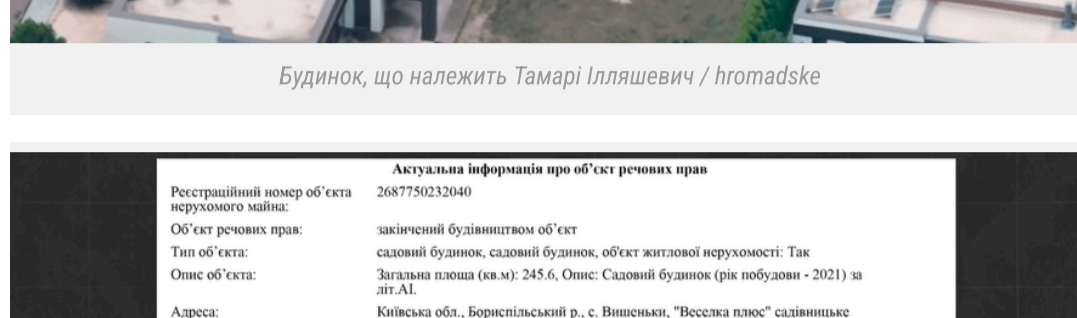 Будинок, що належить Тамарі Ілляшевич / hromadske
Актуальна інформація про об’єкт речових прав
Реєстраційний номер об’єкта 2687750232040
нерухомого майна:
Об’єкт речових прав: закінчений будівництвом об’єкт
Тип об’єкта: садовий будинок, садовий будинок, об'єкт житлової нерухомості: Так
Опис об’єкта: Загальна площа (кв.м): 245.6, Опис: Садовий будинок (рік побудови - 2021) за
літ.АІ.
Адреса: Київська обл., Бориспільський р., с. Вишеньки, "Веселка плюс" садівницьке